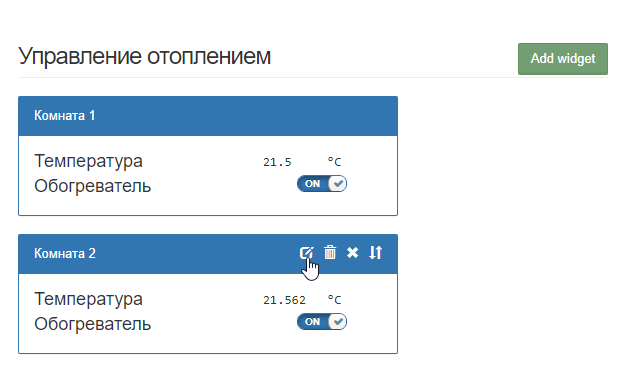 Управление отоплением
Add widget
Комната 1
Температура 21.5 °C
Обогреватель ON
Комната 2
Температура 21.562 °C
Обогреватель ON